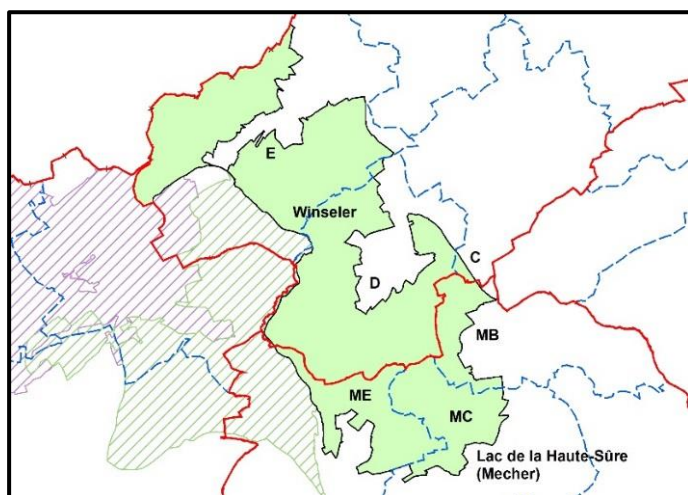 E
Winseler
C
D
MB
ME
MC
Lac de la Haute-Sûre
(Mecher)